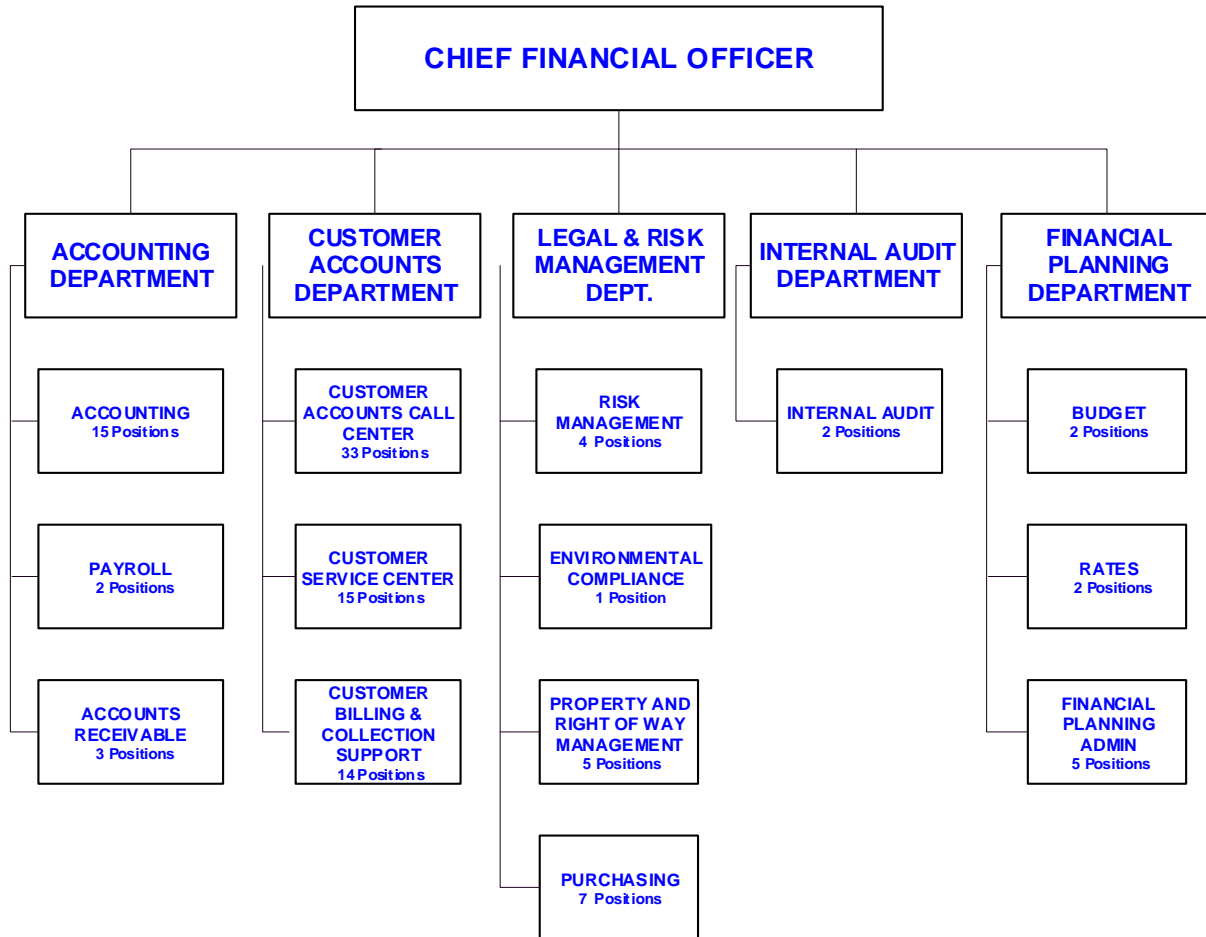 CHIEF FINANCIAL OFFICER
ACCOUNTING
DEPARTMENT
CUSTOMER
ACCOUNTS
DEPARTMENT
LEGAL & RISK
MANAGEMENT
DEPT.
INTERNAL AUDIT
DEPARTMENT
FINANCIAL
PLANNING
DEPARTMENT
ACCOUNTING
15 Positions
CUSTOMER
ACCOUNTS CALL
CENTER
33 Positions
RISK
MANAGEMENT
4 Positions
INTERNAL AUDIT
2 Positions
BUDGET
2 Positions
PAYROLL
2 Positions
CUSTOMER
SERVICE CENTER
15 Positions
ENVIRONMENTAL
COMPLIANCE
1 Position
RATES
2 Positions
ACCOUNTS
RECEIVABLE
3 Positions
CUSTOMER
BILLING &
COLLECTION
SUPPORT
14 Positions
PROPERTY AND
RIGHT OF WAY
MANAGEMENT
5 Positions
FINANCIAL
PLANNING
ADMIN
5 Positions
PURCHASING
7 Positions